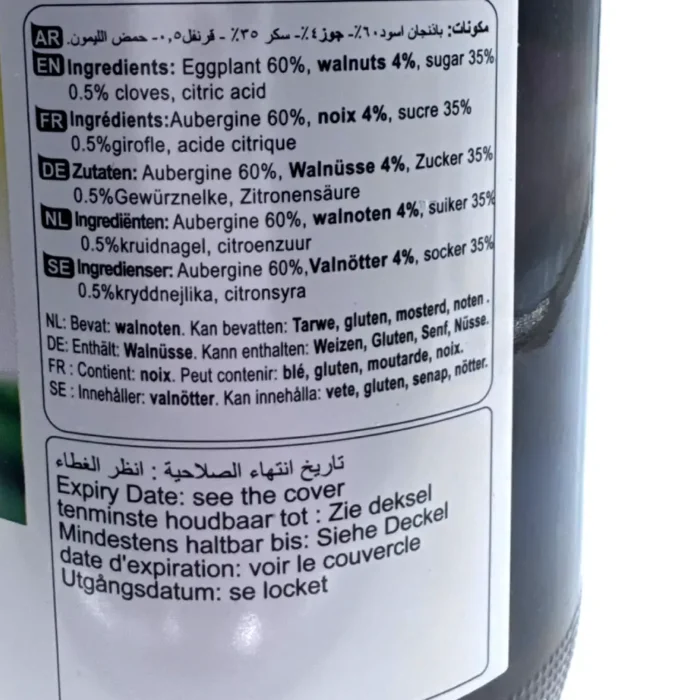 AR مكونات: باذنجان اسود ٦٠٪- جوز ٤٪- سكر ٣٥٪ - قرنفل ٠,٥- حمض الليمون.
EN Ingredients: Eggplant 60%, walnuts 4%, sugar 35%
0.5% cloves, citric acid
FR Ingrédients:Aubergine 60%, noix 4%, sucre 35%
0.5%girofle, acide citrique
DE Zutaten: Aubergine 60%, Walnüsse 4%, Zucker 35%
0.5%Gewürznelke, Zitronensäure
NL Ingrediënten: Aubergine 60%, walnoten 4%, suiker 35%
0.5%kruidnagel, citroenzuur
SE Ingredienser: Aubergine 60%,Valnötter 4%, socker 35%
0.5%kryddnejlika, citronsyra
NL: Bevat: walnoten. Kan bevatten: Tarwe, gluten, mosterd, noten.
DE: Enthält: Walnüsse. Kann enthalten: Weizen, Gluten, Senf, Nüsse.
FR : Contient: noix. Peut contenir: blé, gluten, moutarde, noix.
SE : Innehåller: valnötter. Kan innehålla: vete, gluten, senap, nötter.
تاريخ انتهاء الصلاحية : انظر الغطاء
Expiry Date: see the cover
tenminste houdbaar tot : Zie deksel
Mindestens haltbar bis: Siehe Deckel
date d'expiration: voir le couvercle
Utgångsdatum: se locket